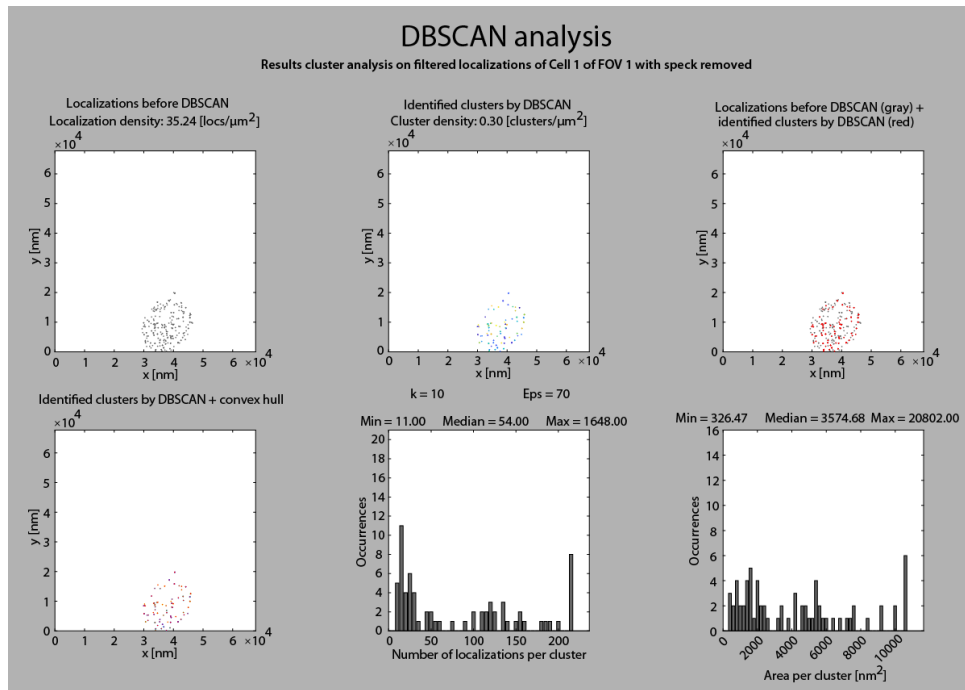 DBSCAN analysis
Results cluster analysis on filtered localizations of Cell 1 of FOV 1 with speck removed
Localizations before DBSCAN
Localization density: 35.24 [locs/µm²]
×10⁴
6
5
4
3
2
1
0
y [nm]
0 1 2 3 4 5 6 ×10⁴
x [nm]
Identified clusters by DBSCAN
Cluster density: 0.30 [clusters/µm²]
×10⁴
6
5
4
3
2
1
0
y [nm]
0 1 2 3 4 5 6 ×10⁴
x [nm]
k = 10 Eps = 70
Localizations before DBSCAN (gray) +
identified clusters by DBSCAN (red)
×10⁴
6
5
4
3
2
1
0
y [nm]
0 1 2 3 4 5 6 ×10⁴
x [nm]
Identified clusters by DBSCAN + convex hull
×10⁴
6
5
4
3
2
1
0
y [nm]
0 1 2 3 4 5 6 ×10⁴
x [nm]
Min = 11.00 Median = 54.00 Max = 1648.00
20
18
16
14
12
10
8
6
4
2
0
Occurrences
0 50 100 150 200
Number of localizations per cluster
Min = 326.47 Median = 3574.68 Max = 20802.00
16
14
12
10
8
6
4
2
0
Occurrences
0 2000 4000 6000 8000 10000
Area per cluster [nm²]